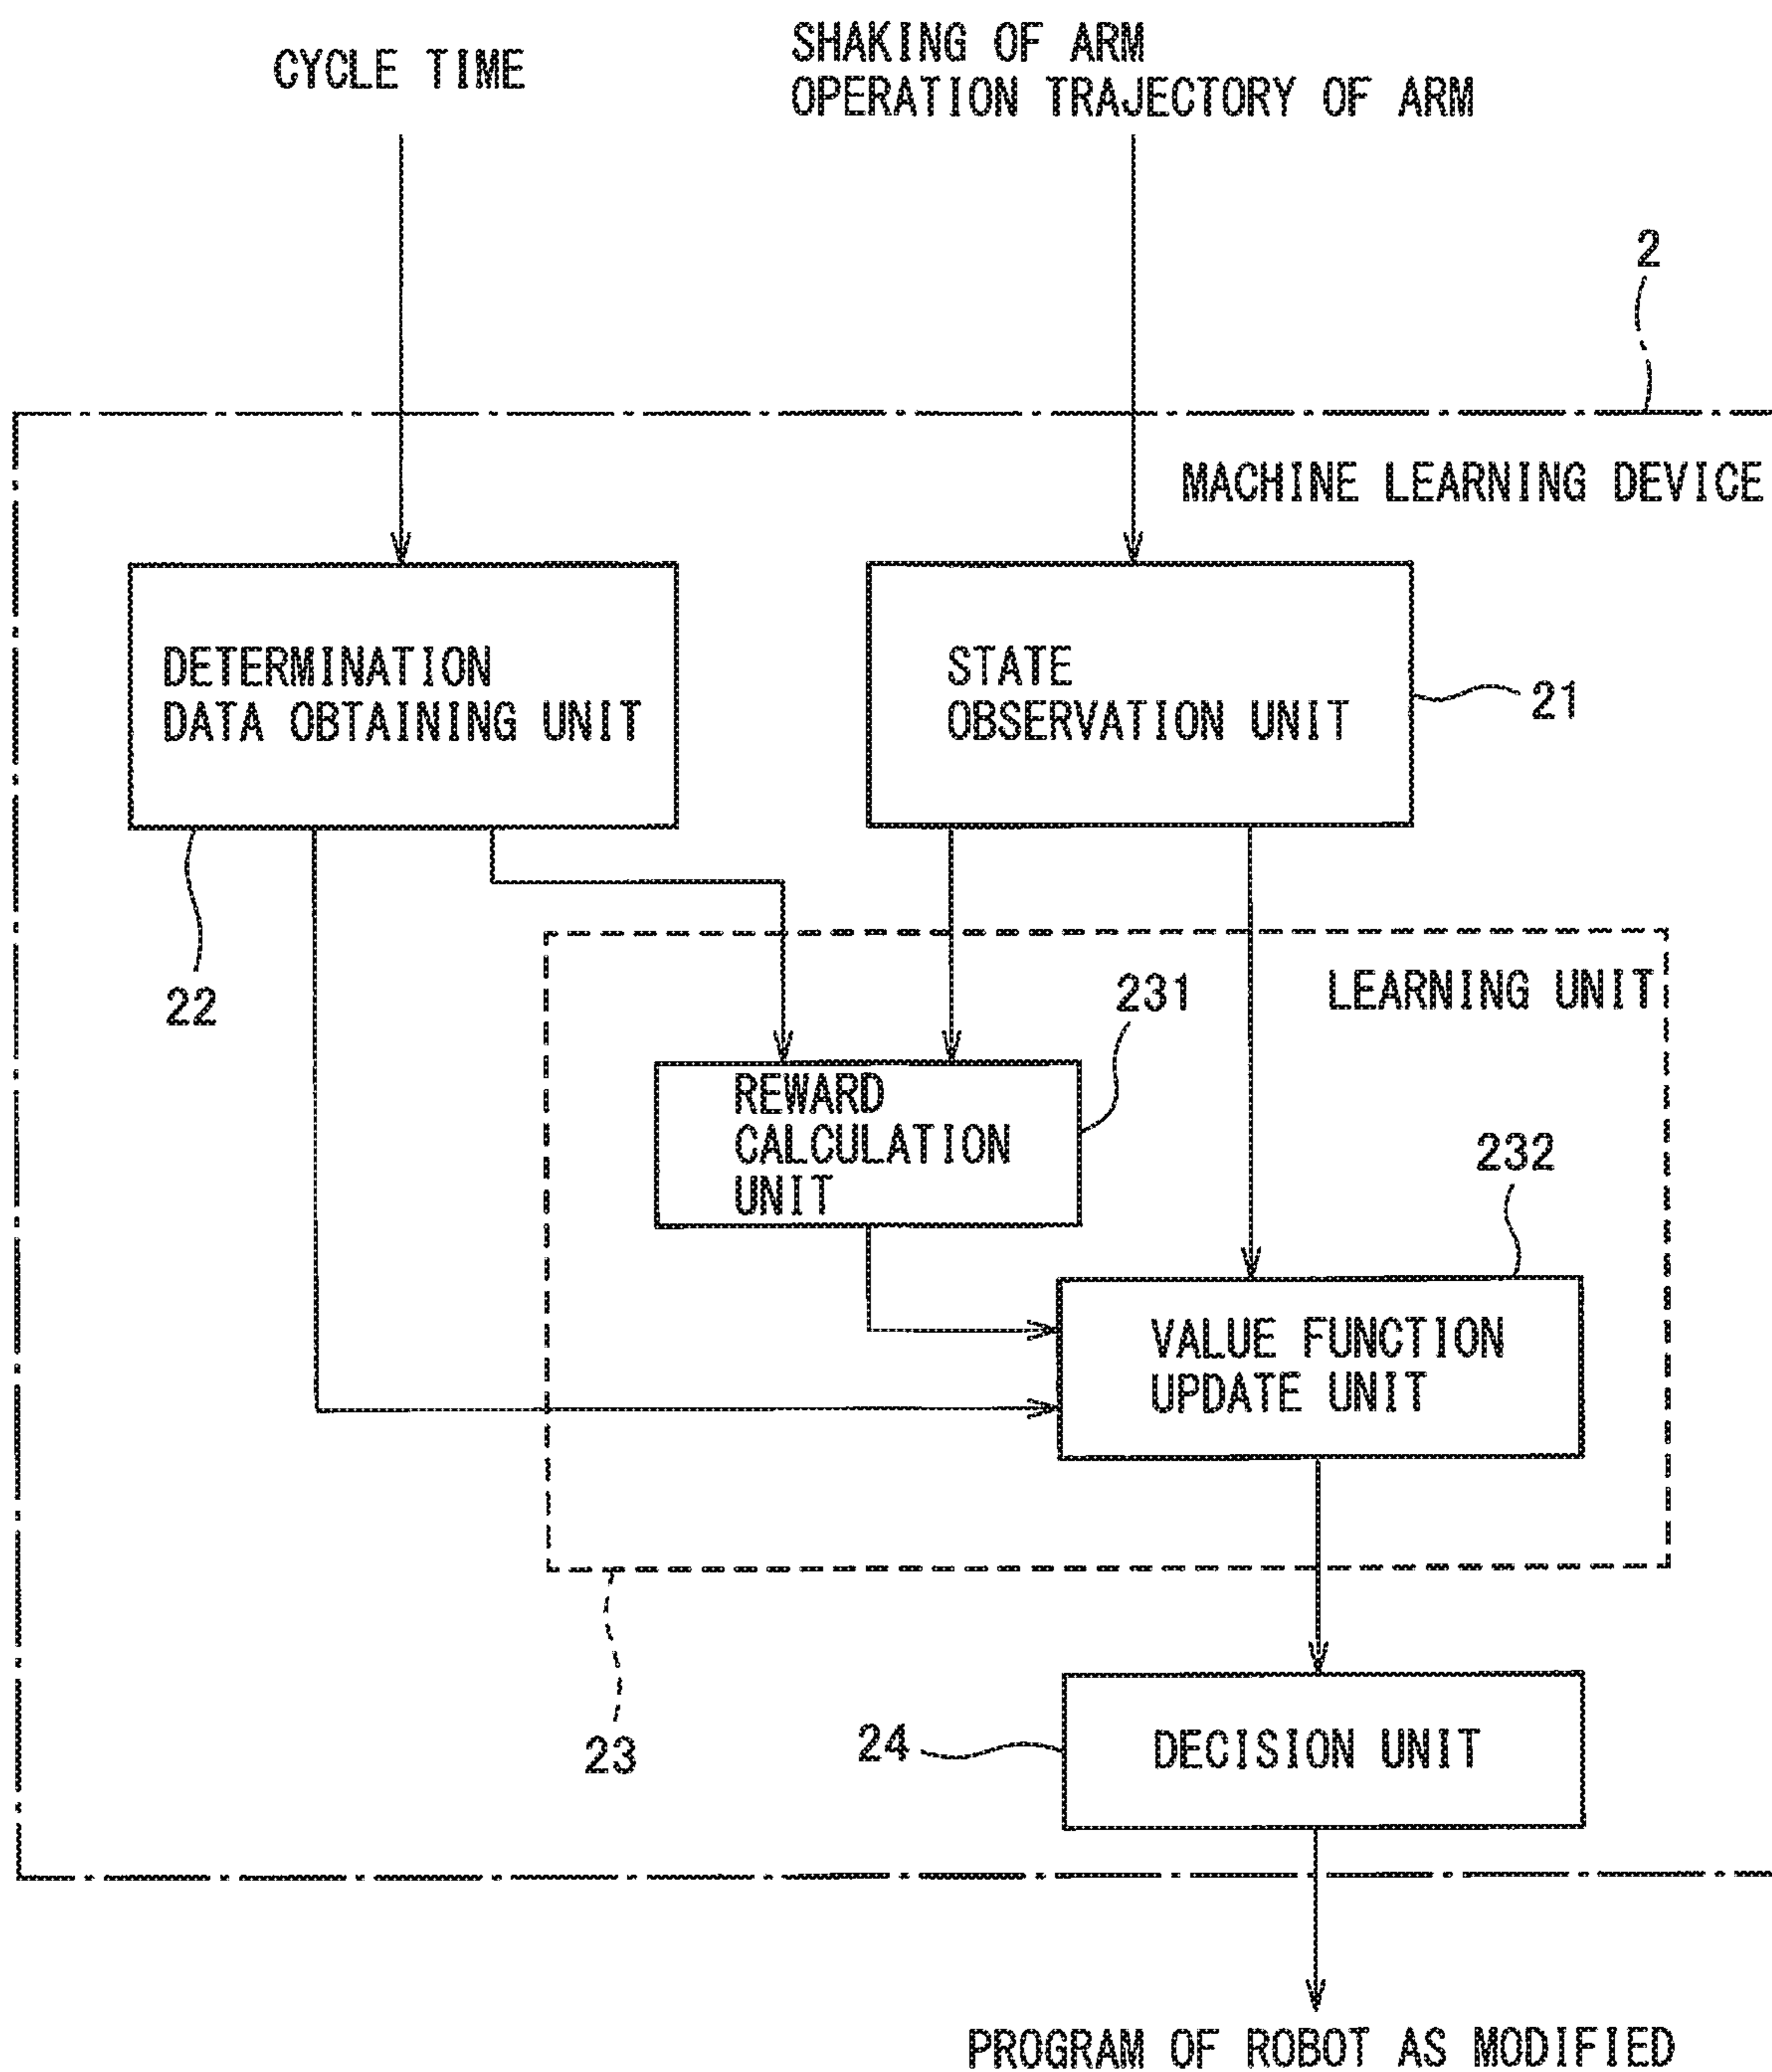 CYCLE TIME
SHAKING OF ARM
OPERATION TRAJECTORY OF ARM
2
MACHINE LEARNING DEVICE
DETERMINATION
DATA OBTAINING UNIT
STATE
OBSERVATION UNIT
21
22
231
LEARNING UNIT
REWARD
CALCULATION
UNIT
232
VALUE FUNCTION
UPDATE UNIT
23
24
DECISION UNIT
PROGRAM OF ROBOT AS MODIFIED